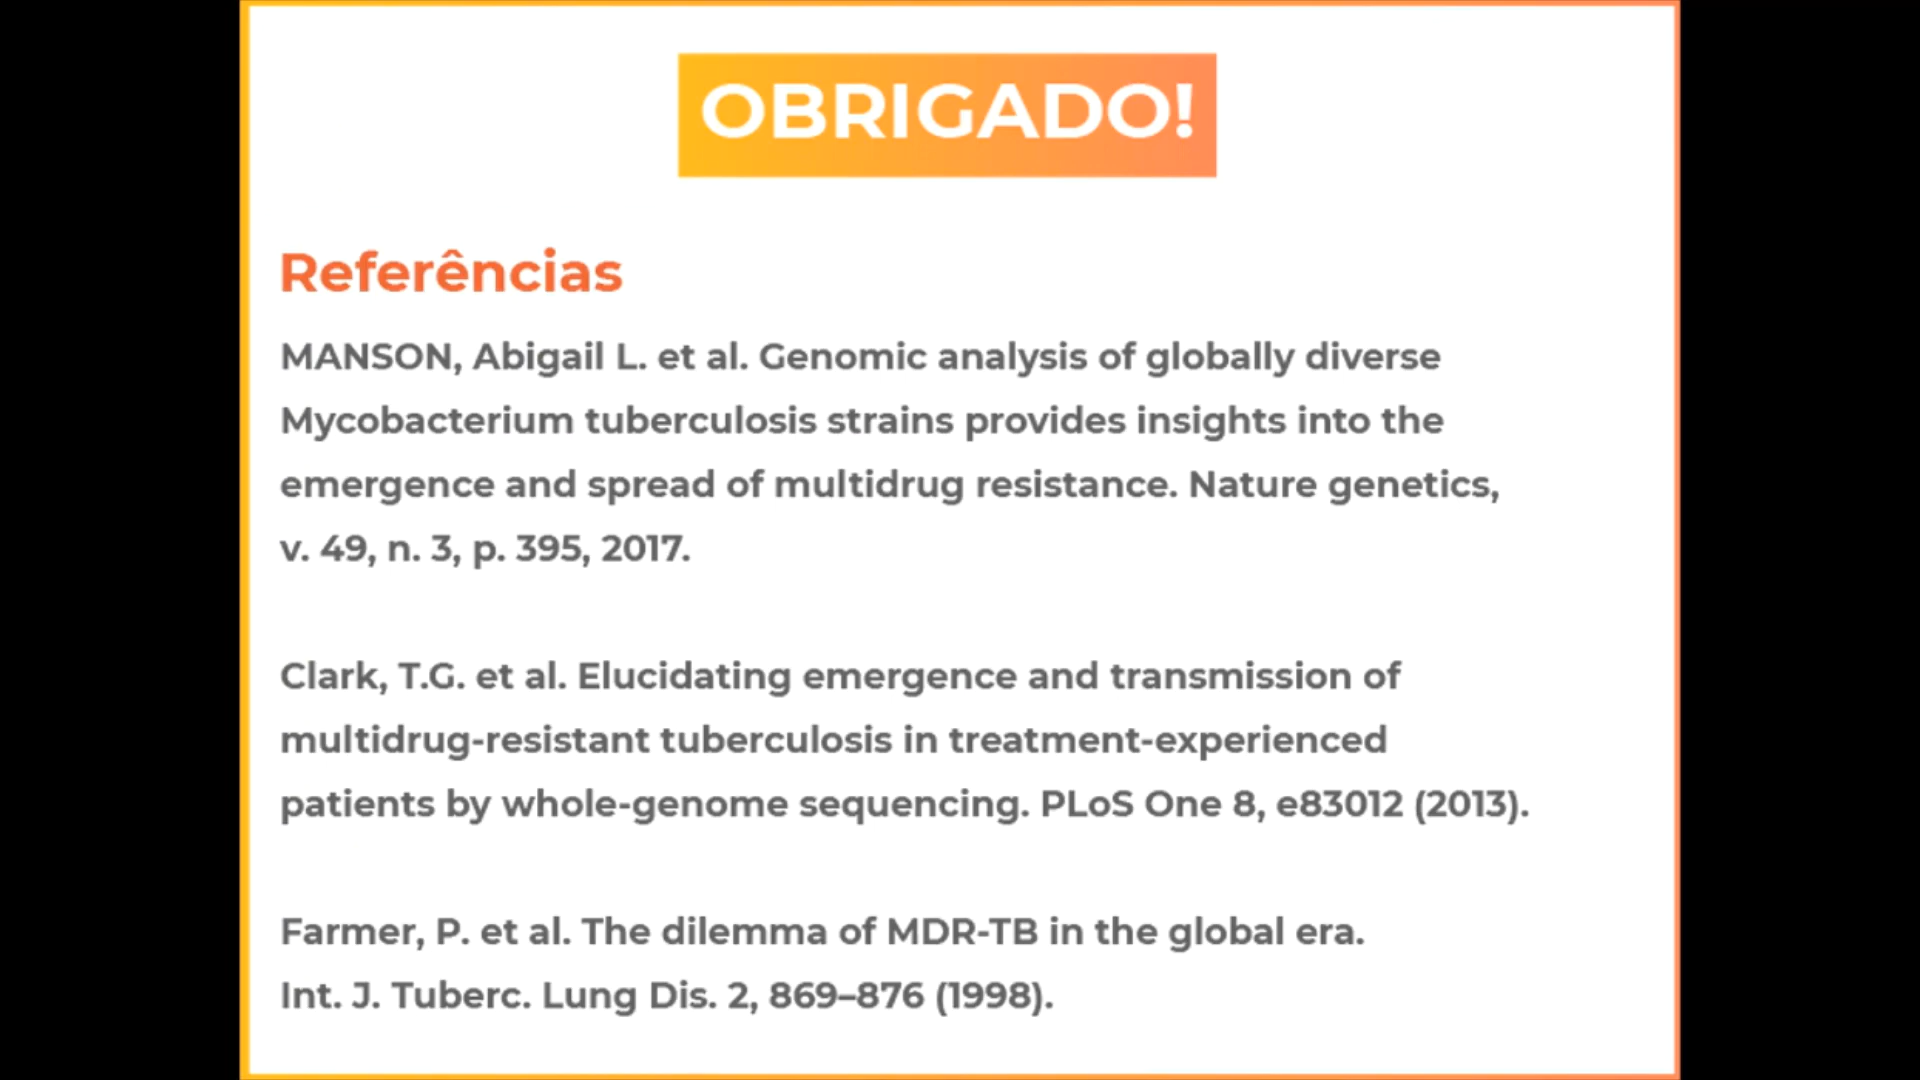 OBRIGADO!
Referências
MANSON, Abigail L. et al. Genomic analysis of globally diverse
Mycobacterium tuberculosis strains provides insights into the
emergence and spread of multidrug resistance. Nature genetics,
v. 49, n. 3, p. 395, 2017.
Clark, T.G. et al. Elucidating emergence and transmission of
multidrug-resistant tuberculosis in treatment-experienced
patients by whole-genome sequencing. PLoS One 8, e83012 (2013).
Farmer, P. et al. The dilemma of MDR-TB in the global era.
Int. J. Tuberc. Lung Dis. 2, 869–876 (1998).